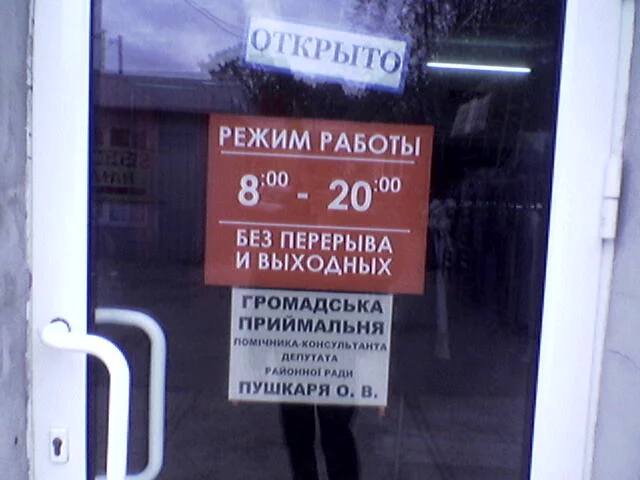 ОТКРЫТО
РЕЖИМ РАБОТЫ
8:00 - 20:00
БЕЗ ПЕРЕРЫВА
И ВЫХОДНЫХ
ГРОМАДСЬКА
ПРИЙМАЛЬНЯ
ПОМІЧНИКА-КОНСУЛЬТАНТА
ДЕПУТАТА
РАЙОННОЇ РАДИ
ПУШКАРЯ О. В.